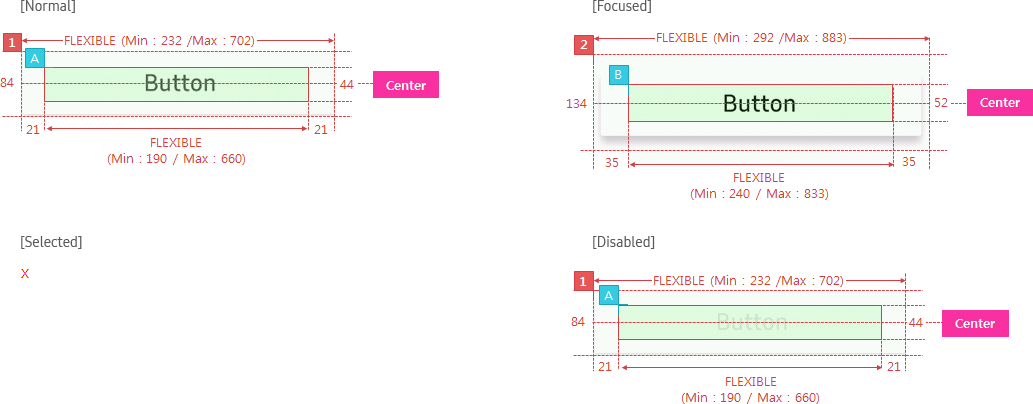 [Normal]
1
FLEXIBLE (Min : 232 /Max : 702)
A
84
Button
44
Center
21
21
FLEXIBLE
(Min : 190 / Max : 660)
[Focused]
2
FLEXIBLE (Min : 292 /Max : 883)
B
134
Button
52
Center
35
35
FLEXIBLE
(Min : 240 / Max : 833)
[Selected]
X
[Disabled]
1
FLEXIBLE (Min : 232 /Max : 702)
A
84
Button
44
Center
21
21
FLEXIBLE
(Min : 190 / Max : 660)